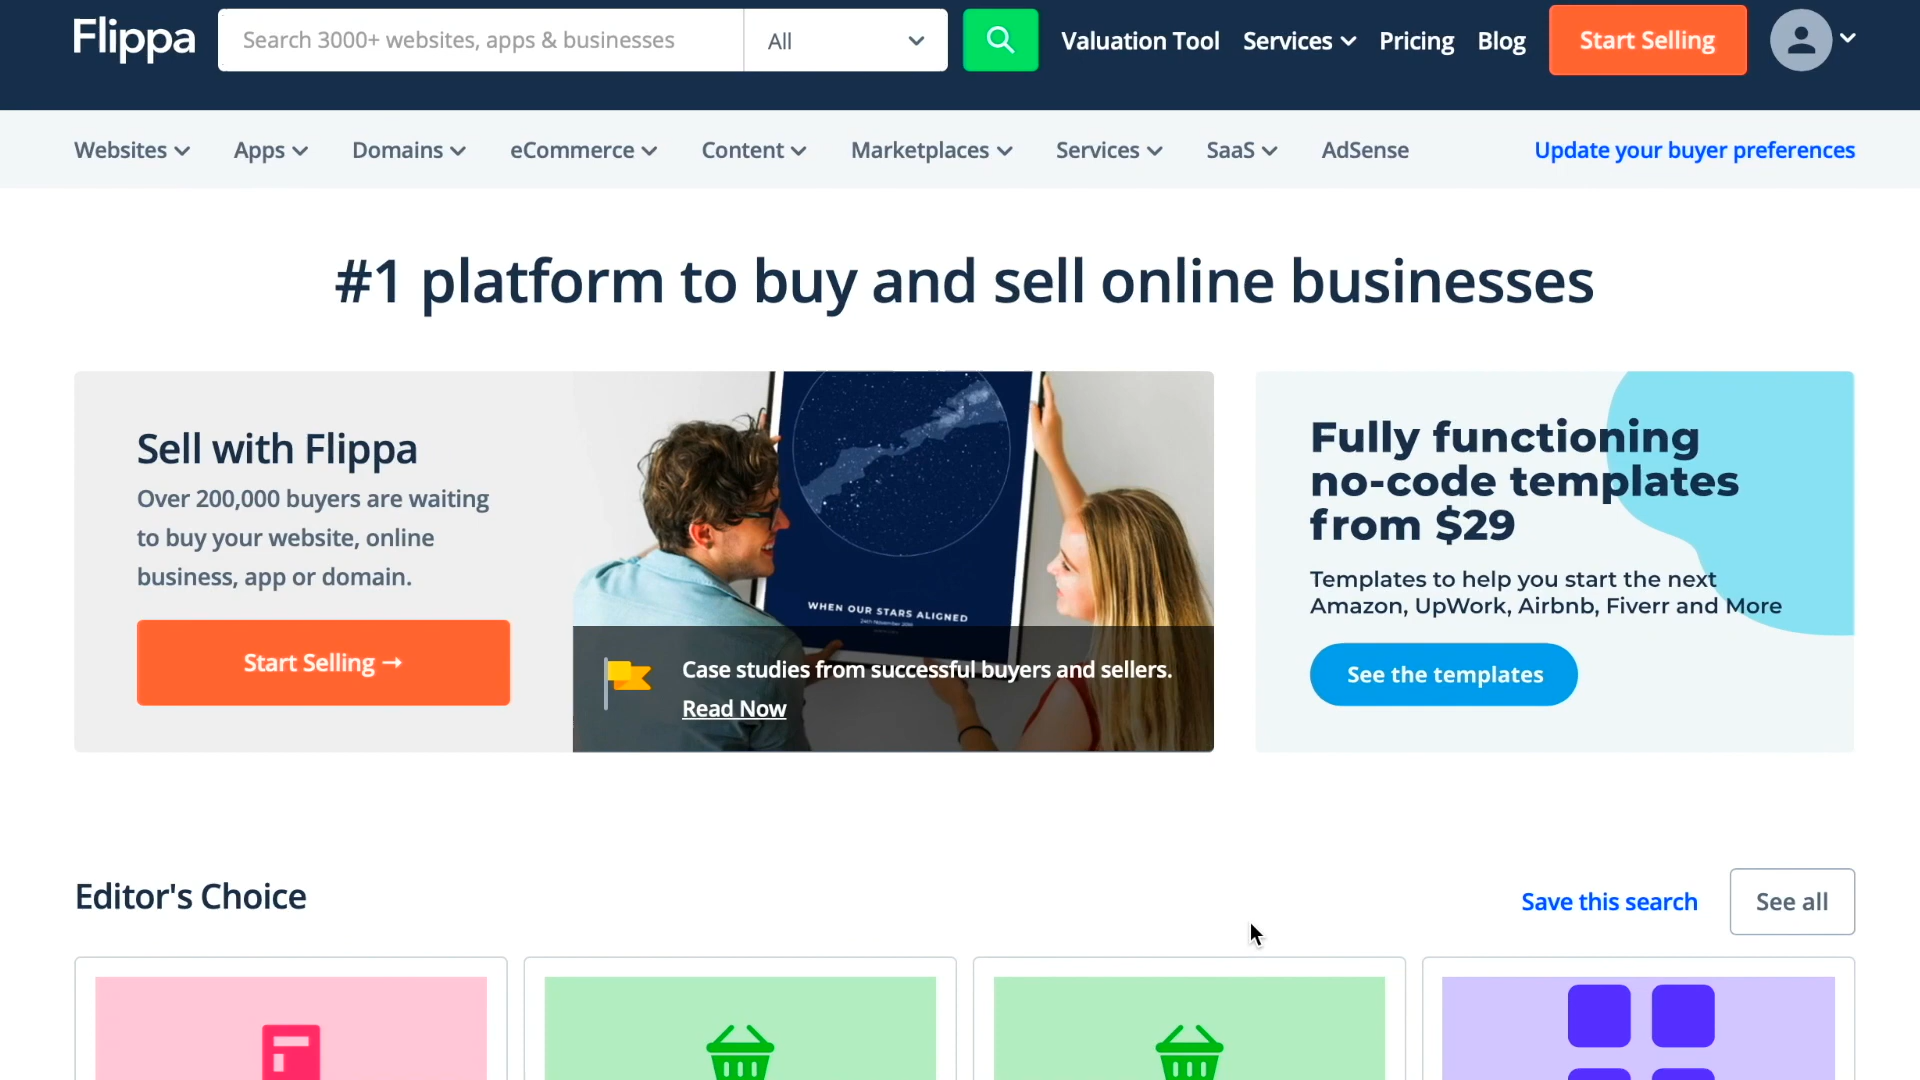 Flippa
Search 3000+ websites, apps & businesses
All
Valuation Tool
Services
Pricing
Blog
Start Selling
Websites
Apps
Domains
eCommerce
Content
Marketplaces
Services
SaaS
AdSense
Update your buyer preferences
#1 platform to buy and sell online businesses
Sell with Flippa
Over 200,000 buyers are waiting
to buy your website, online
business, app or domain.
Start Selling →
WHEN OUR STARS ALIGNED
Case studies from successful buyers and sellers.
Read Now
Fully functioning
no-code templates
from $29
Templates to help you start the next
Amazon, UpWork, Airbnb, Fiverr and More
See the templates
Editor's Choice
Save this search
See all